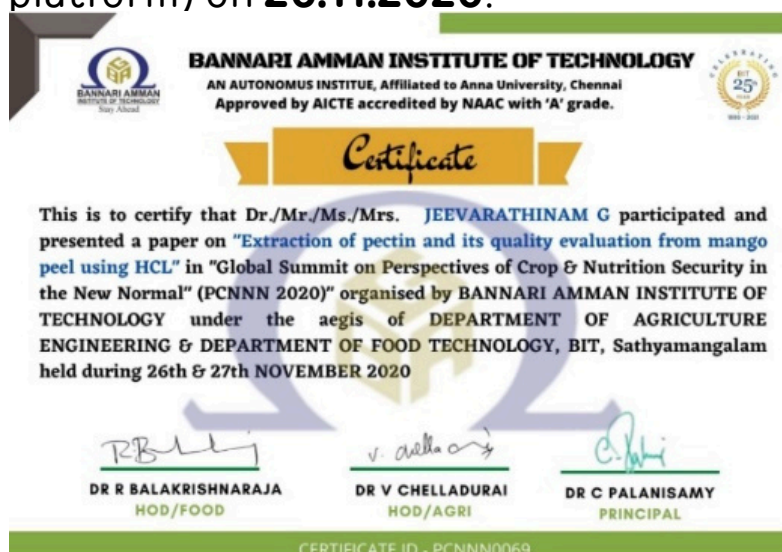 BANNARI AMMAN INSTITUTE OF TECHNOLOGY
AN AUTONOMUS INSTITUE, Affiliated to Anna University, Chennai
Approved by AICTE accredited by NAAC with 'A' grade.
BANNARI AMMAN
INSTITUTE OF TECHNOLOGY
Stay Ahead
CELEBRATING
BIT
25
Certificate
This is to certify that Dr./Mr./Ms./Mrs. JEEVARATHINAM G participated and
presented a paper on "Extraction of pectin and its quality evaluation from mango
peel using HCL" in "Global Summit on Perspectives of Crop & Nutrition Security in
the New Normal" (PCNNN 2020)" organised by BANNARI AMMAN INSTITUTE OF
TECHNOLOGY under the aegis of DEPARTMENT OF AGRICULTURE
ENGINEERING & DEPARTMENT OF FOOD TECHNOLOGY, BIT, Sathyamangalam
held during 26th & 27th NOVEMBER 2020
DR R BALAKRISHNARAJA
HOD/FOOD
DR V CHELLADURAI
HOD/AGRI
DR C PALANISAMY
PRINCIPAL
CERTIFICATE ID - PCNNN0069